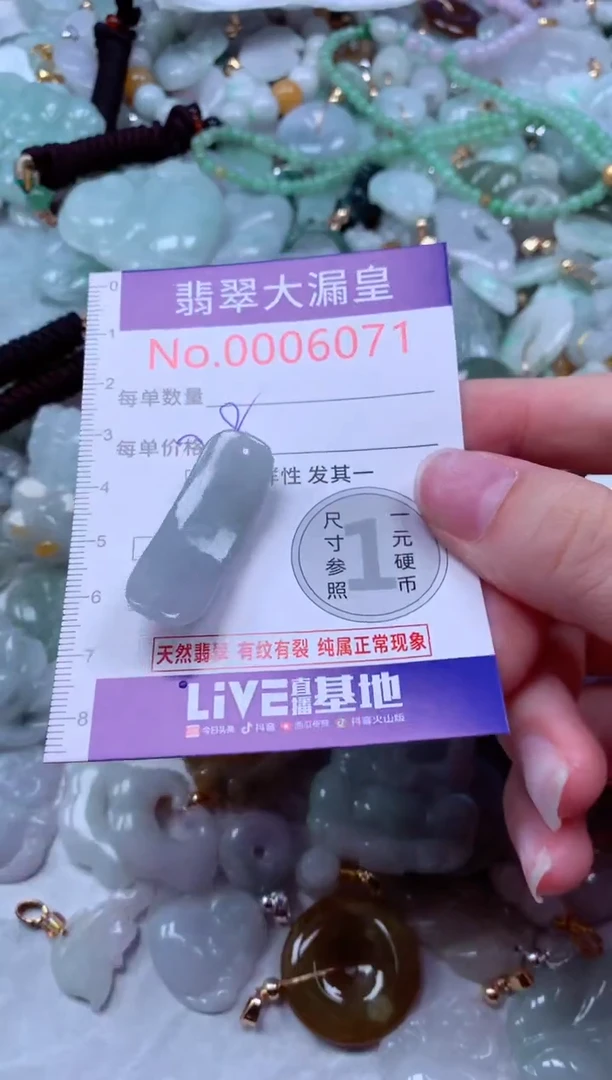 0
翡翠大漏皇
1
No.0006071
2
每单数量
3
每单价格
样性 发其一
4
尺寸参照
1
一元硬币
5
6
天然翡翠 有纹有裂 纯属正常现象
7
LiVE直播基地
8
今日头条 抖音 西瓜视频 抖音火山版